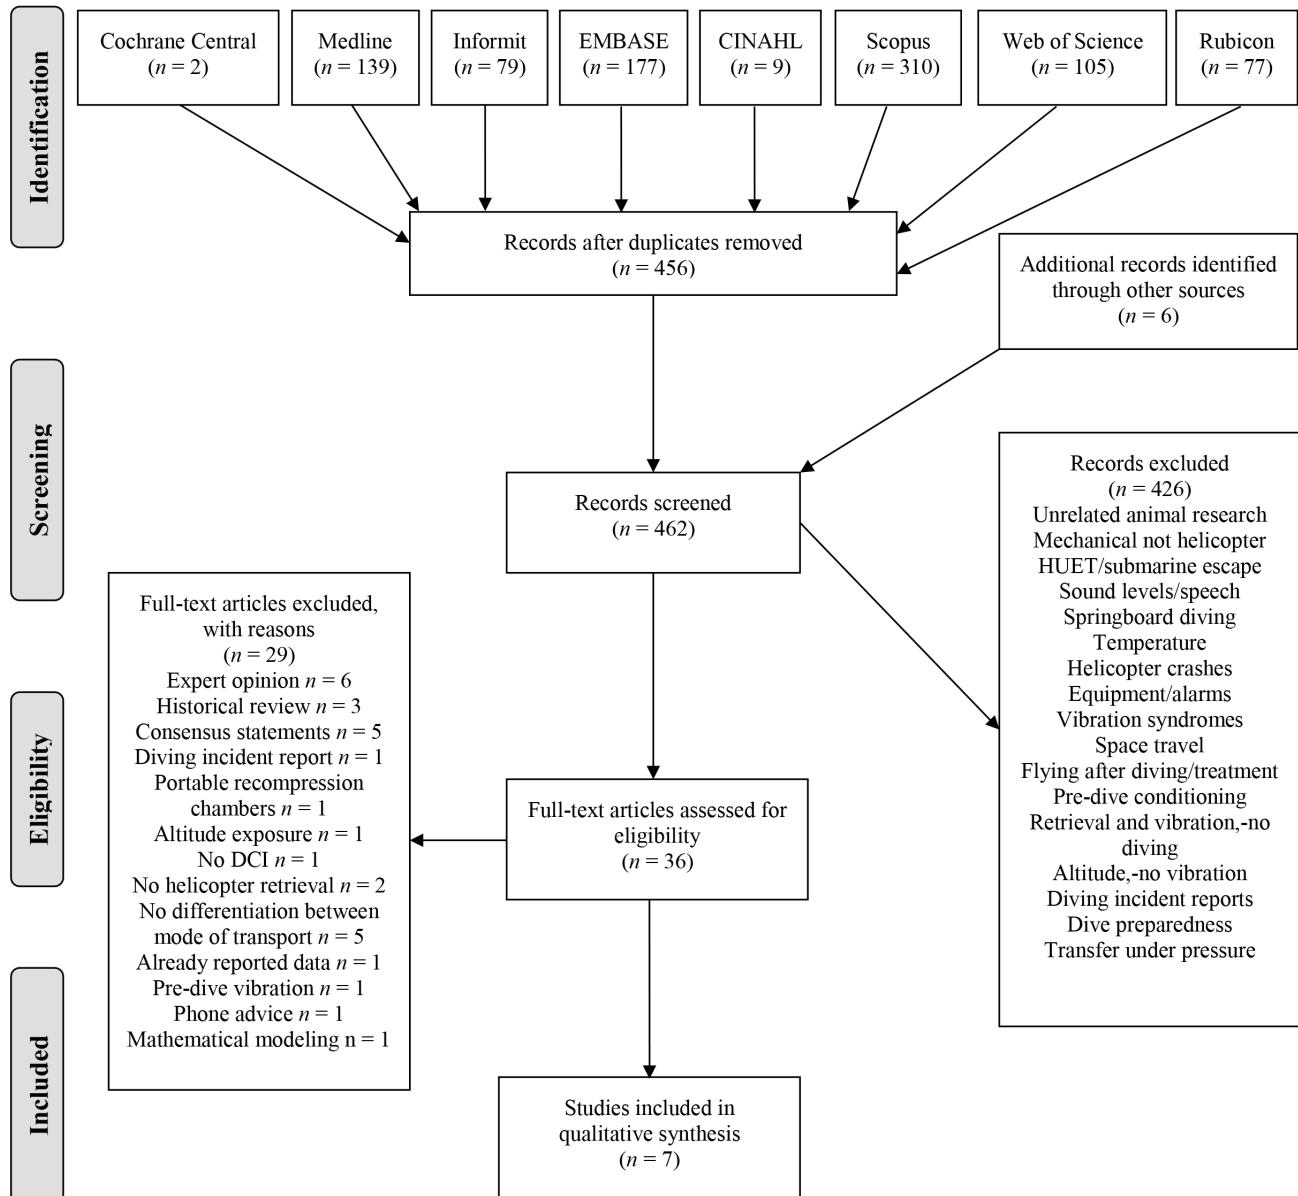 Identification
Cochrane Central
(n = 2)
Medline
(n = 139)
Informit
(n = 79)
EMBASE
(n = 177)
CINAHL
(n = 9)
Scopus
(n = 310)
Web of Science
(n = 105)
Rubicon
(n = 77)
Records after duplicates removed
(n = 456)
Additional records identified
through other sources
(n = 6)
Screening
Records screened
(n = 462)
Records excluded
(n = 426)
Unrelated animal research
Mechanical not helicopter
HUET/submarine escape
Sound levels/speech
Springboard diving
Temperature
Helicopter crashes
Equipment/alarms
Vibration syndromes
Space travel
Flying after diving/treatment
Pre-dive conditioning
Retrieval and vibration,-no
diving
Altitude,-no vibration
Diving incident reports
Dive preparedness
Transfer under pressure
Eligibility
Full-text articles assessed for
eligibility
(n = 36)
Full-text articles excluded,
with reasons
(n = 29)
Expert opinion n = 6
Historical review n = 3
Consensus statements n = 5
Diving incident report n = 1
Portable recompression
chambers n = 1
Altitude exposure n = 1
No DCI n = 1
No helicopter retrieval n = 2
No differentiation between
mode of transport n = 5
Already reported data n = 1
Pre-dive vibration n = 1
Phone advice n = 1
Mathematical modeling n = 1
Included
Studies included in
qualitative synthesis
(n = 7)